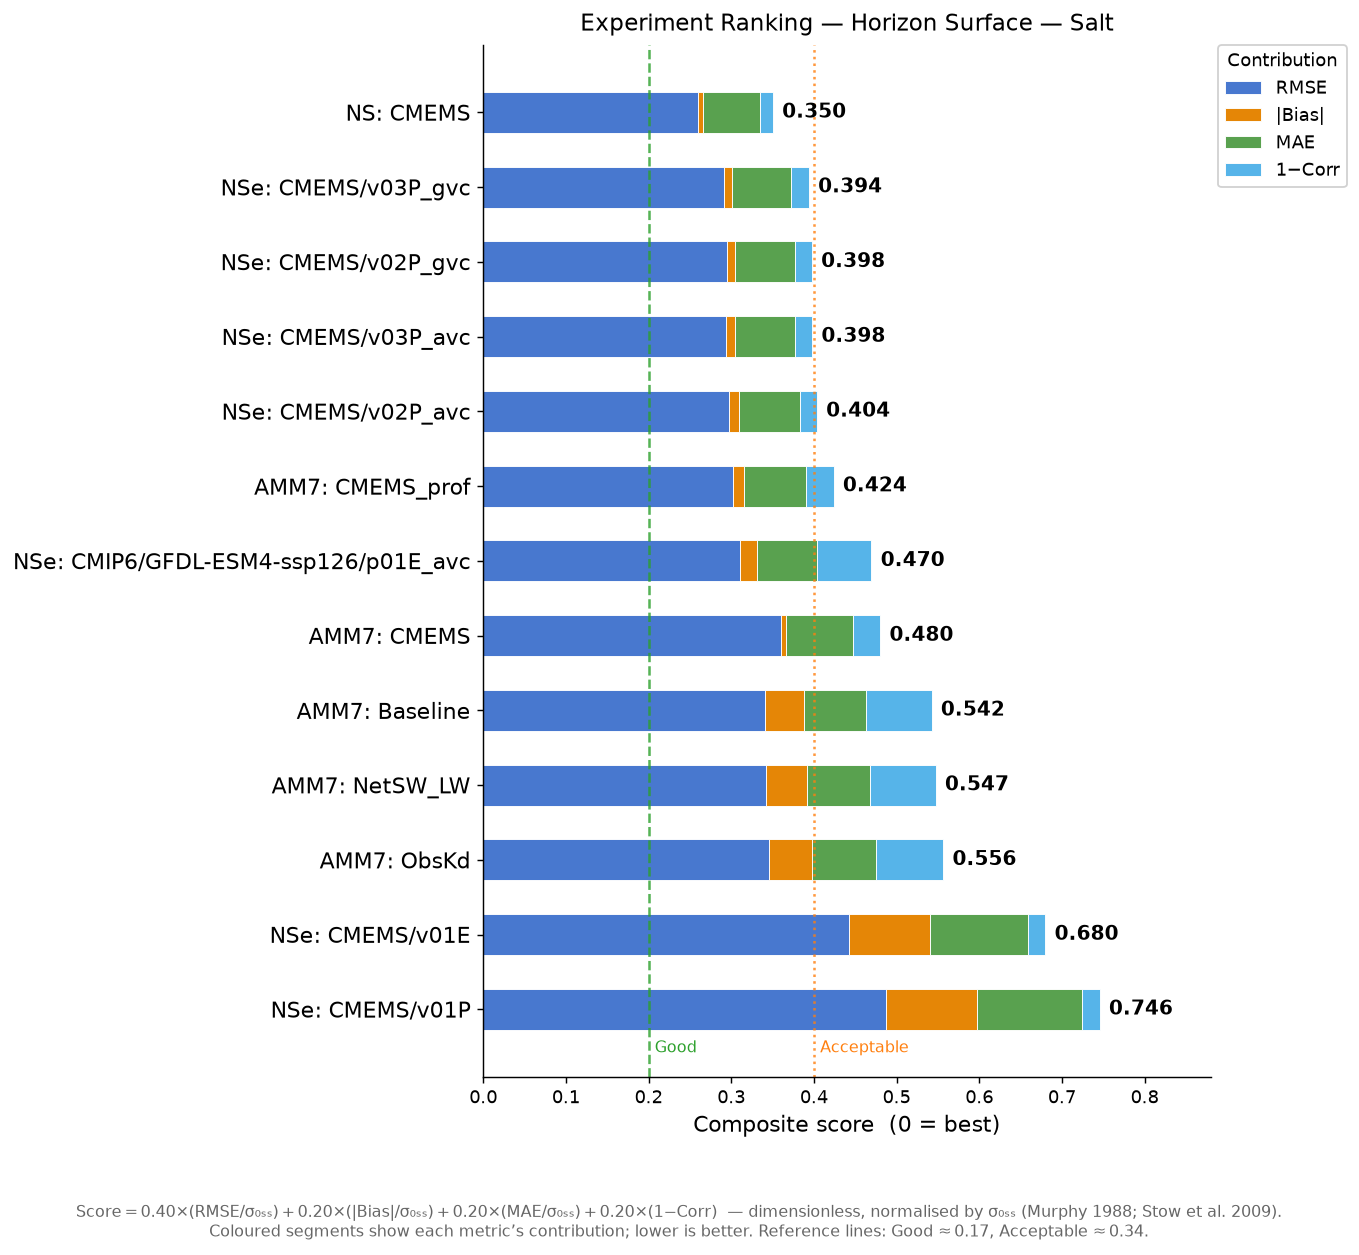 Experiment Ranking — Horizon Surface — Salt
Contribution
RMSE
|Bias|
MAE
1−Corr
NS: CMEMS 0.350
NSe: CMEMS/v03P_gvc 0.394
NSe: CMEMS/v02P_gvc 0.398
NSe: CMEMS/v03P_avc 0.398
NSe: CMEMS/v02P_avc 0.404
AMM7: CMEMS_prof 0.424
NSe: CMIP6/GFDL-ESM4-ssp126/p01E_avc 0.470
AMM7: CMEMS 0.480
AMM7: Baseline 0.542
AMM7: NetSW_LW 0.547
AMM7: ObsKd 0.556
NSe: CMEMS/v01E 0.680
NSe: CMEMS/v01P 0.746
Good Acceptable
0.0 0.1 0.2 0.3 0.4 0.5 0.6 0.7 0.8
Composite score (0 = best)
Score = 0.40×(RMSE/σₒₛₛ) + 0.20×(|Bias|/σₒₛₛ) + 0.20×(MAE/σₒₛₛ) + 0.20×(1−Corr) — dimensionless, normalised by σₒₛₛ (Murphy 1988; Stow et al. 2009).
Coloured segments show each metric’s contribution; lower is better. Reference lines: Good ≈ 0.17, Acceptable ≈ 0.34.